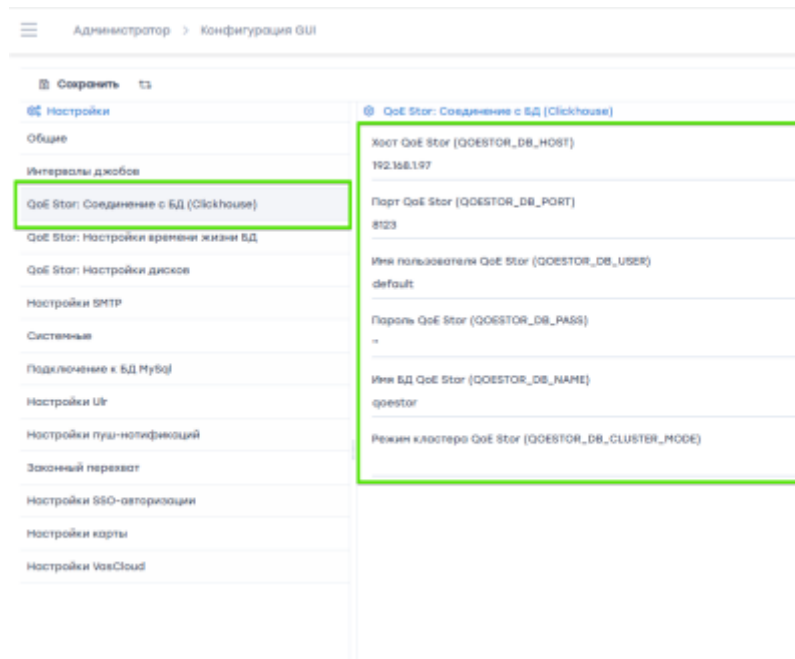 Администратор > Конфигурация GUI
Сохранить
Настройки
Общие
Интервалы джобов
QoE Stor: Соединение с БД (Clickhouse)
QoE Stor: Настройки времени жизни БД
QoE Stor: Настройки дисков
Настройки SMTP
Системные
Подключение к БД MySql
Настройки Ulr
Настройки пуш-нотификаций
Законный перехват
Настройки SSO-авторизации
Настройки карты
Настройки VasCloud
QoE Stor: Соединение с БД (Clickhouse)
Хост QoE Stor (QOESTOR_DB_HOST)
192.168.1.97
Порт QoE Stor (QOESTOR_DB_PORT)
8123
Имя пользователя QoE Stor (QOESTOR_DB_USER)
default
Пароль QoE Stor (QOESTOR_DB_PASS)
''
Имя БД QoE Stor (QOESTOR_DB_NAME)
qoestor
Режим кластера QoE Stor (QOESTOR_DB_CLUSTER_MODE)